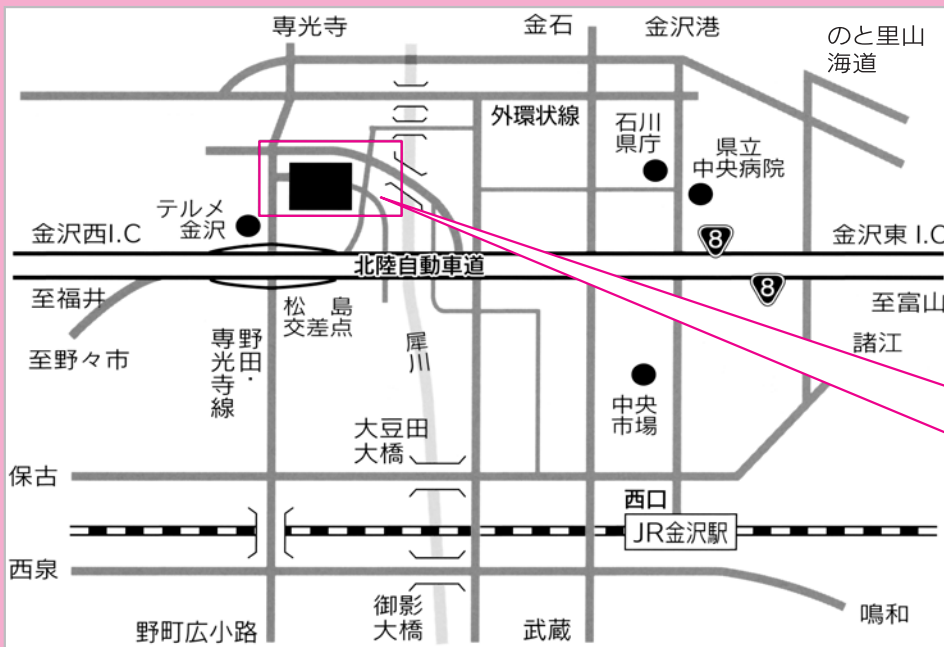 専光寺
金石
金沢港
のと里山
海道
外環状線
石川
県庁
県立
中央病院
テルメ
金沢
金沢西I.C
8
金沢東 I.C
北陸自動車道
8
至福井
松島
交差点
至富山
野田・
専光寺線
犀川
諸江
至野々市
中央
市場
大豆田
大橋
保古
西口
JR金沢駅
西泉
御影
大橋
野町広小路
武蔵
鳴和